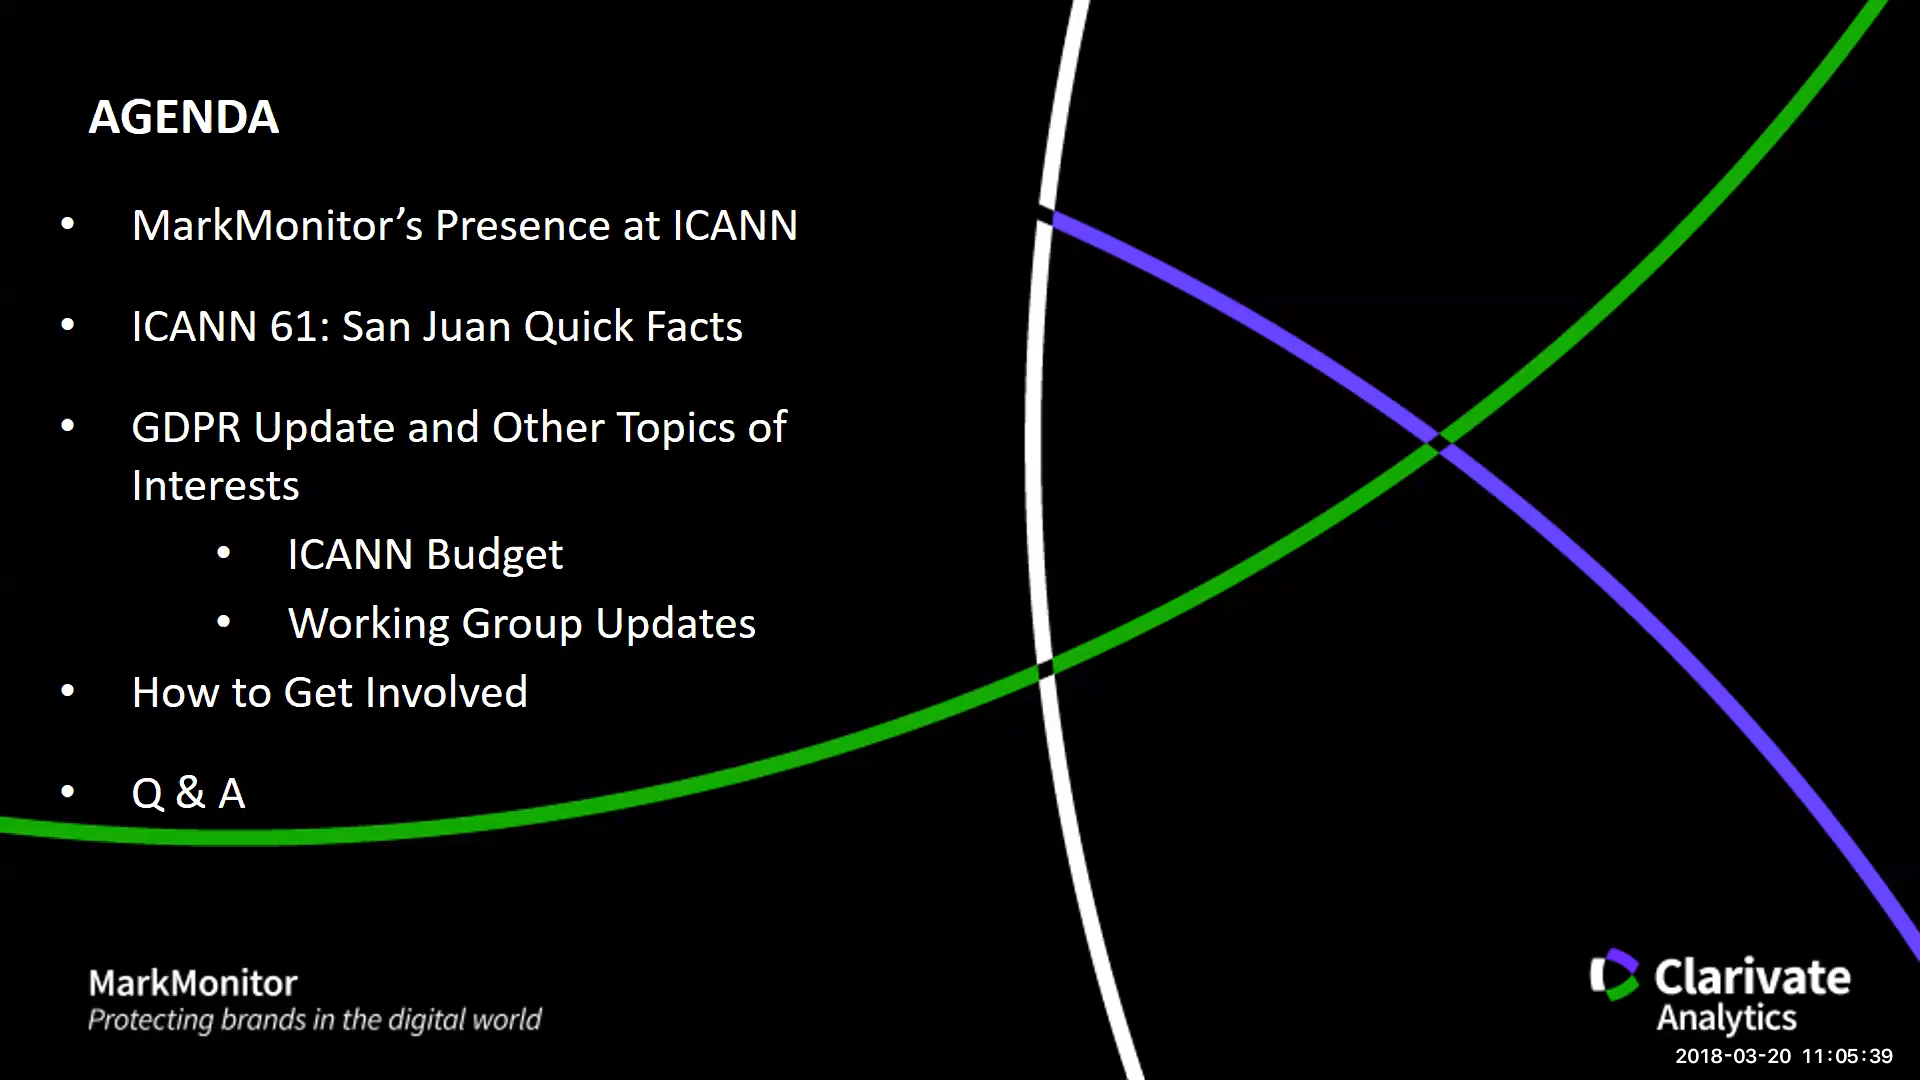 AGENDA
• MarkMonitor’s Presence at ICANN
• ICANN 61: San Juan Quick Facts
• GDPR Update and Other Topics of
Interests
• ICANN Budget
• Working Group Updates
• How to Get Involved
• Q & A
MarkMonitor
Protecting brands in the digital world
Clarivate
Analytics
2018-03-20 11:05:39